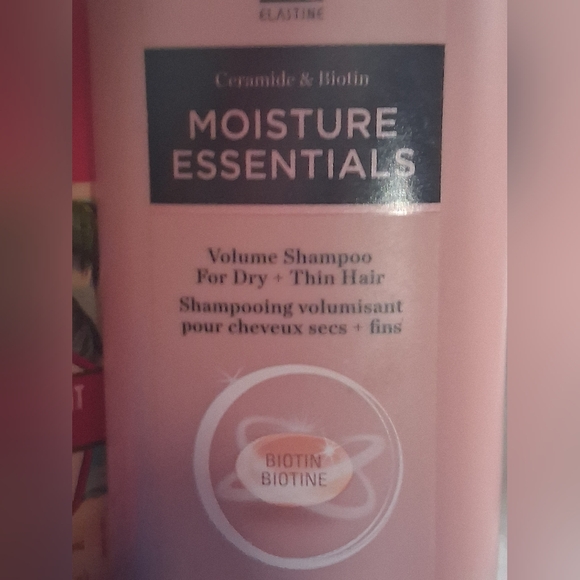 ELASTINE
Ceramide & Biotin
MOISTURE
ESSENTIALS
Volume Shampoo
For Dry + Thin Hair
Shampooing volumisant
pour cheveux secs + fins
BIOTIN
BIOTINE
T